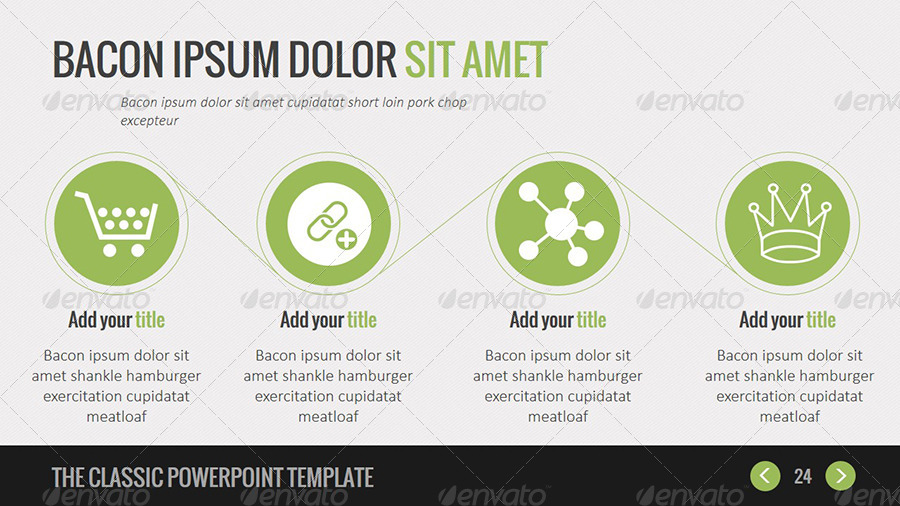 BACON IPSUM DOLOR SIT AMET
Bacon ipsum dolor sit amet cupidatat short loin pork chop
excepteur
Add your title
Bacon ipsum dolor sit
amet shankle hamburger
exercitation cupidatat
meatloaf
Add your title
Bacon ipsum dolor sit
amet shankle hamburger
exercitation cupidatat
meatloaf
Add your title
Bacon ipsum dolor sit
amet shankle hamburger
exercitation cupidatat
meatloaf
Add your title
Bacon ipsum dolor sit
amet shankle hamburger
exercitation cupidatat
meatloaf
THE CLASSIC POWERPOINT TEMPLATE
24
envato